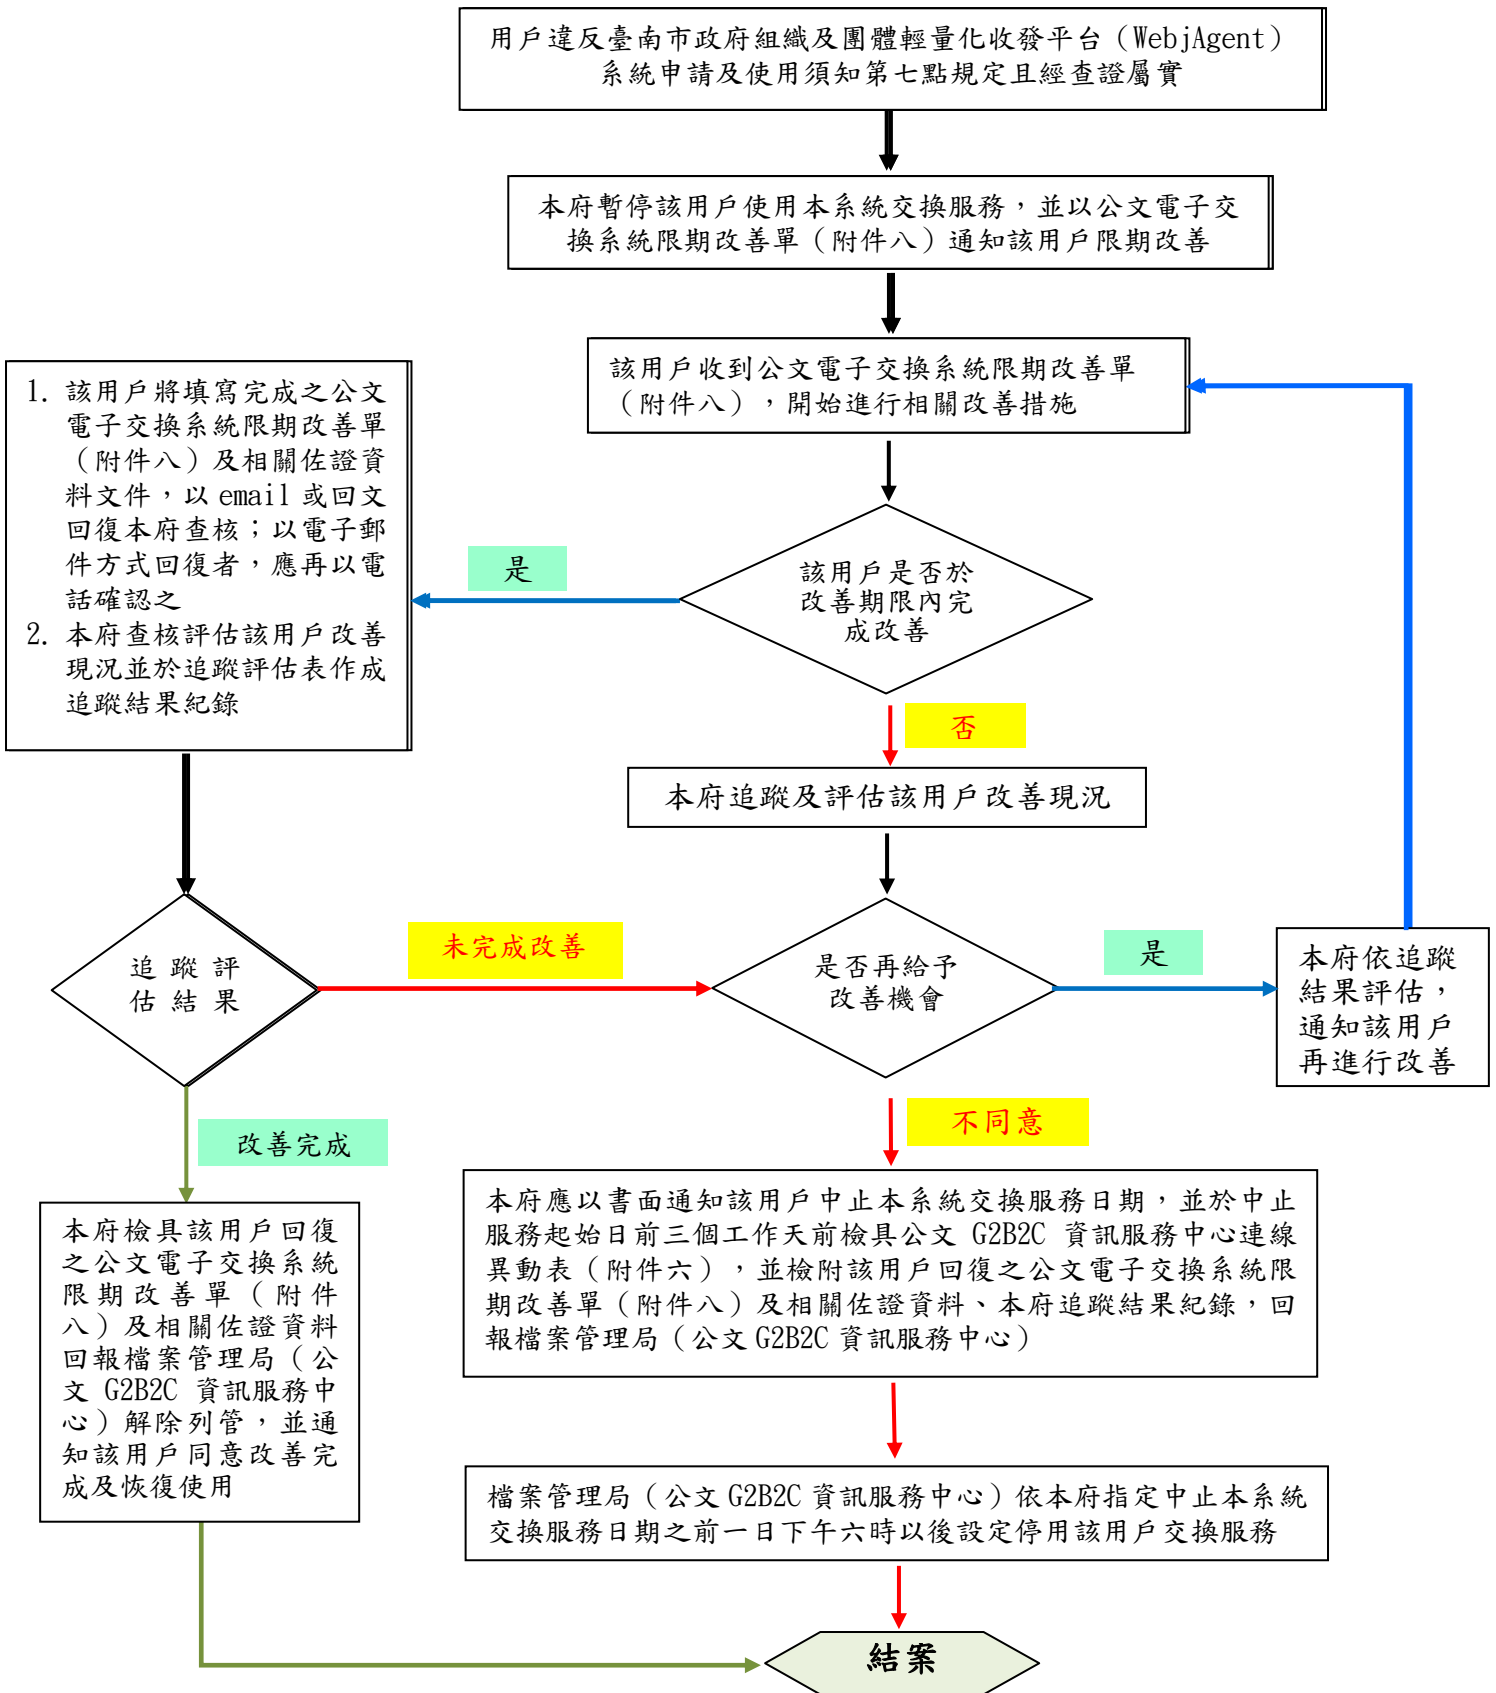 用戶違反臺南市政府組織及團體輕量化收發平台（WebjAgent）
系統申請及使用須知第七點規定且經查證屬實
本府暫停該用戶使用本系統交換服務，並以公文電子交
換系統限期改善單（附件八）通知該用戶限期改善
該用戶收到公文電子交換系統限期改善單
（附件八），開始進行相關改善措施
1. 該用戶將填寫完成之公文
電子交換系統限期改善單
（附件八）及相關佐證資
料文件，以 email 或回文
回復本府查核；以電子郵
件方式回復者，應再以電
話確認之
2. 本府查核評估該用戶改善
現況並於追蹤評估表作成
追蹤結果紀錄
是
該用戶是否於
改善期限內完
成改善
否
本府追蹤及評估該用戶改善現況
追蹤評
估結果
未完成改善
是否再給予
改善機會
是
本府依追蹤
結果評估，
通知該用戶
再進行改善
改善完成
不同意
本府檢具該用戶回復
之公文電子交換系統
限期改善單（附件
八）及相關佐證資料
回報檔案管理局（公
文 G2B2C 資訊服務中
心）解除列管，並通
知該用戶同意改善完
成及恢復使用
本府應以書面通知該用戶中止本系統交換服務日期，並於中止
服務起始日前三個工作天前檢具公文 G2B2C 資訊服務中心連線
異動表（附件六），並檢附該用戶回復之公文電子交換系統限
期改善單（附件八）及相關佐證資料、本府追蹤結果紀錄，回
報檔案管理局（公文 G2B2C 資訊服務中心）
檔案管理局（公文 G2B2C 資訊服務中心）依本府指定中止本系統
交換服務日期之前一日下午六時以後設定停用該用戶交換服務
結案